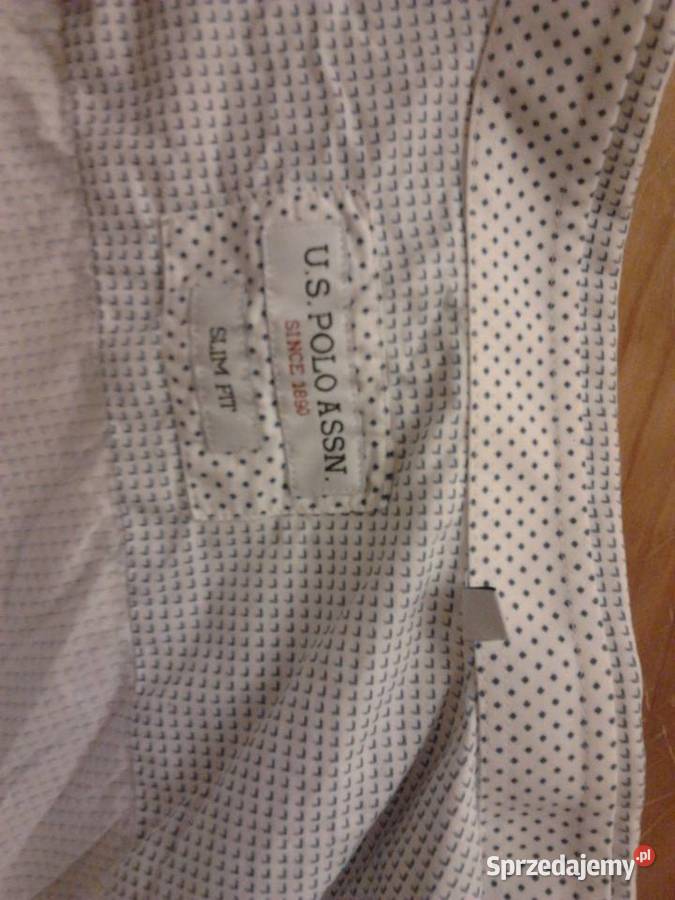 U.S. POLO ASSN.
SINCE 1890
SLIM FIT
Sprzedajemy.pl